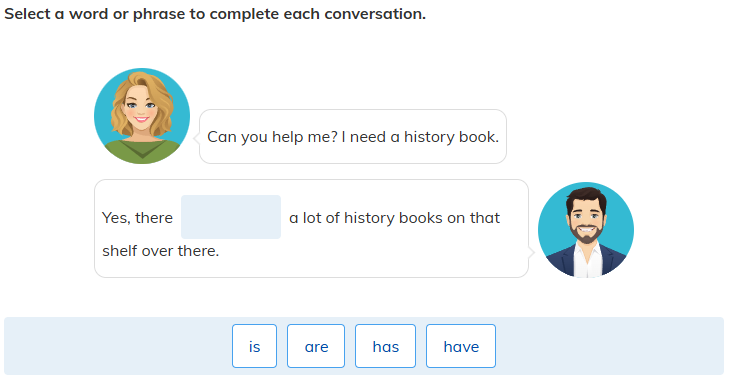 Select a word or phrase to complete each conversation.
Can you help me? I need a history book.
Yes, there a lot of history books on that
shelf over there.
is are has have